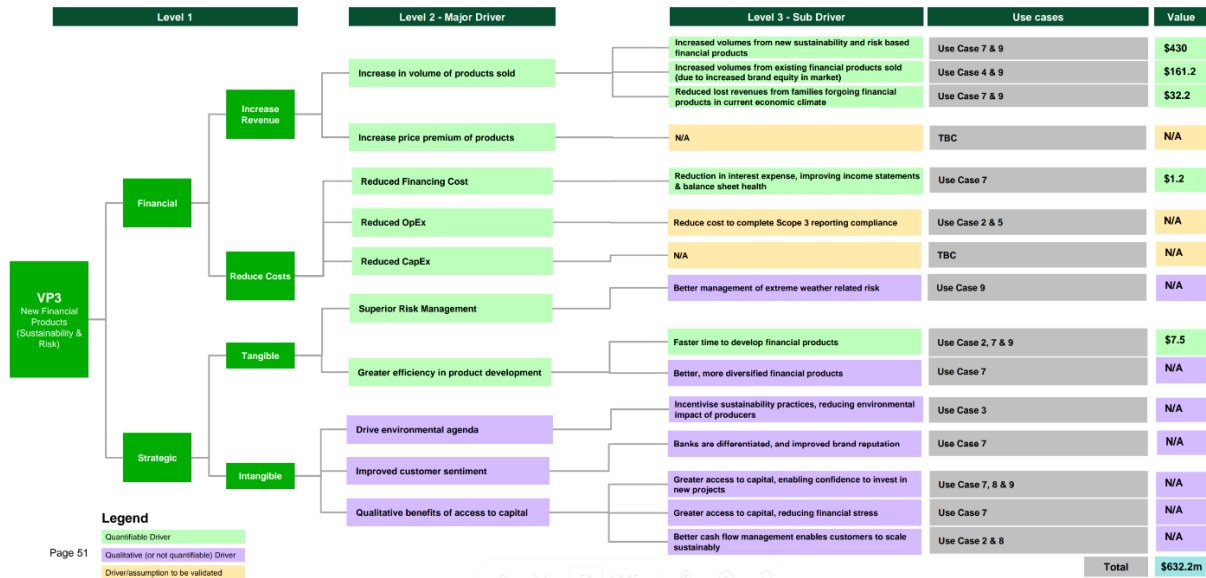 Level 1
Level 2 - Major Driver
Level 3 - Sub Driver
Use cases
Value
VP3
New Financial
Products
(Sustainability &
Risk)
Financial
Strategic
Increase
Revenue
Reduce Costs
Tangible
Intangible
Increase in volume of products sold
Increase price premium of products
Reduced Financing Cost
Reduced OpEx
Reduced CapEx
Superior Risk Management
Greater efficiency in product development
Drive environmental agenda
Improved customer sentiment
Qualitative benefits of access to capital
Increased volumes from new sustainability and risk based
financial products
Use Case 7 & 9
$430
Increased volumes from existing financial products sold
(due to increased brand equity in market)
Use Case 4 & 9
$161.2
Reduced lost revenues from families forgoing financial
products in current economic climate
Use Case 7 & 9
$32.2
N/A
TBC
N/A
Reduction in interest expense, improving income statements
& balance sheet health
Use Case 7
$1.2
Reduce cost to complete Scope 3 reporting compliance
Use Case 2 & 5
N/A
N/A
TBC
N/A
Better management of extreme weather related risk
Use Case 9
N/A
Faster time to develop financial products
Use Case 2, 7 & 9
$7.5
Better, more diversified financial products
Use Case 7
N/A
Incentivise sustainability practices, reducing environmental
impact of producers
Use Case 3
N/A
Banks are differentiated, and improved brand reputation
Use Case 7
N/A
Greater access to capital, enabling confidence to invest in
new projects
Use Case 7, 8 & 9
N/A
Greater access to capital, reducing financial stress
Use Case 7
N/A
Better cash flow management enables customers to scale
sustainably
Use Case 2 & 8
N/A
Total
$632.2m
Legend
Quantifiable Driver
Qualitative (or not quantifiable) Driver
Driver/assumption to be validated
Page 51